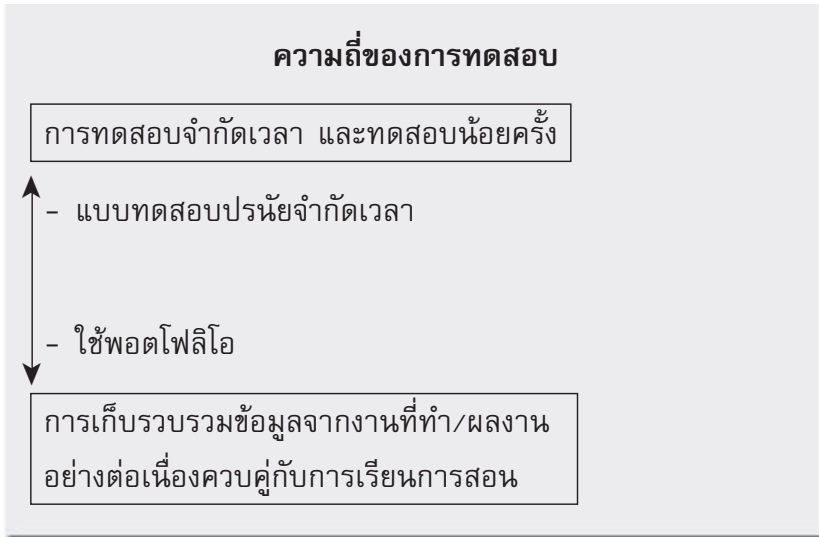 ความถี่ของการทดสอบ
การทดสอบจำกัดเวลา และทดสอบน้อยครั้ง
– แบบทดสอบปรนัยจำกัดเวลา
– ใช้พอตโฟลิโอ
การเก็บรวบรวมข้อมูลจากงานที่ทำ/ผลงาน
อย่างต่อเนื่องควบคู่กับการเรียนการสอน